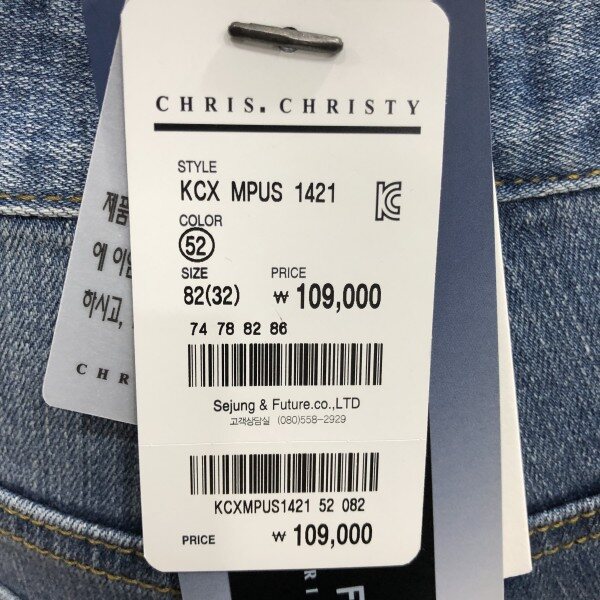 CHRIS. CHRISTY
STYLE
KCX MPUS 1421
COLOR
52
SIZE PRICE
82(32) ₩ 109,000
74 78 82 86
Sejung & Future.co.,LTD
고객상담실 (080)558-2929
KCXMPUS1421 52 082
PRICE ₩ 109,000
제품
에 이
하시고,
CHRIS
F
RI